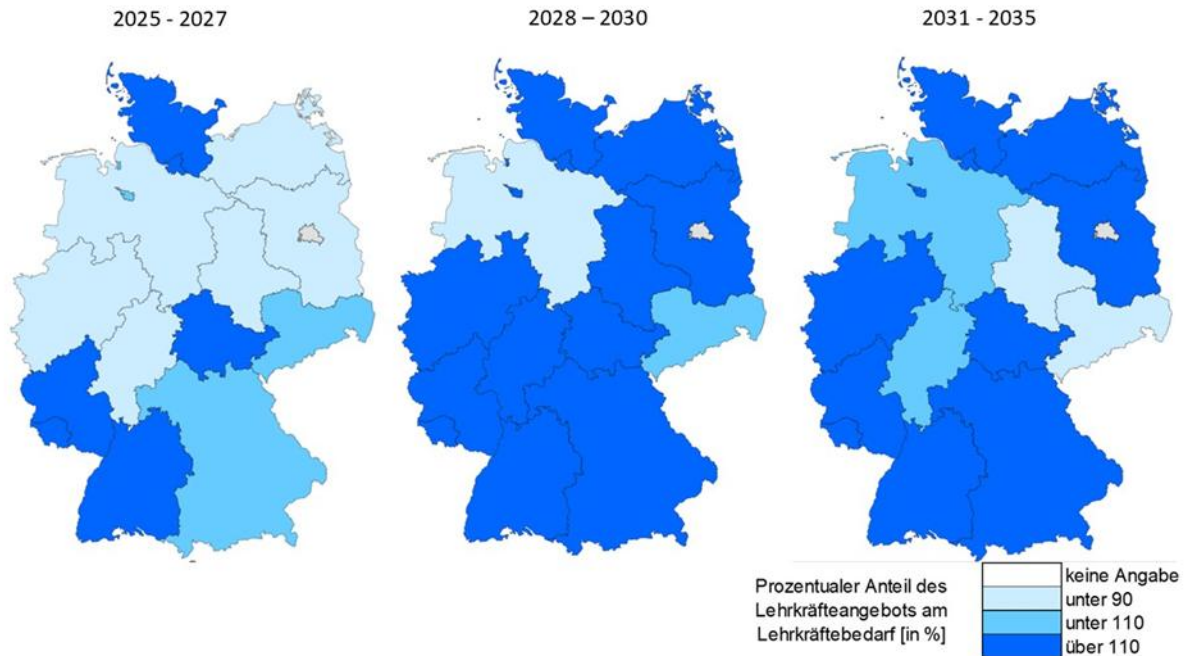 2025 - 2027
2028 – 2030
2031 - 2035
Prozentualer Anteil des
Lehrkräfteangebots am
Lehrkräftebedarf [in %]
keine Angabe
unter 90
unter 110
über 110